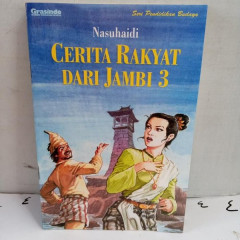 Grasindo
Seri Pendidikan Budaya
Nasuhaidi
CERITA RAKYAT
DARI JAMBI 3